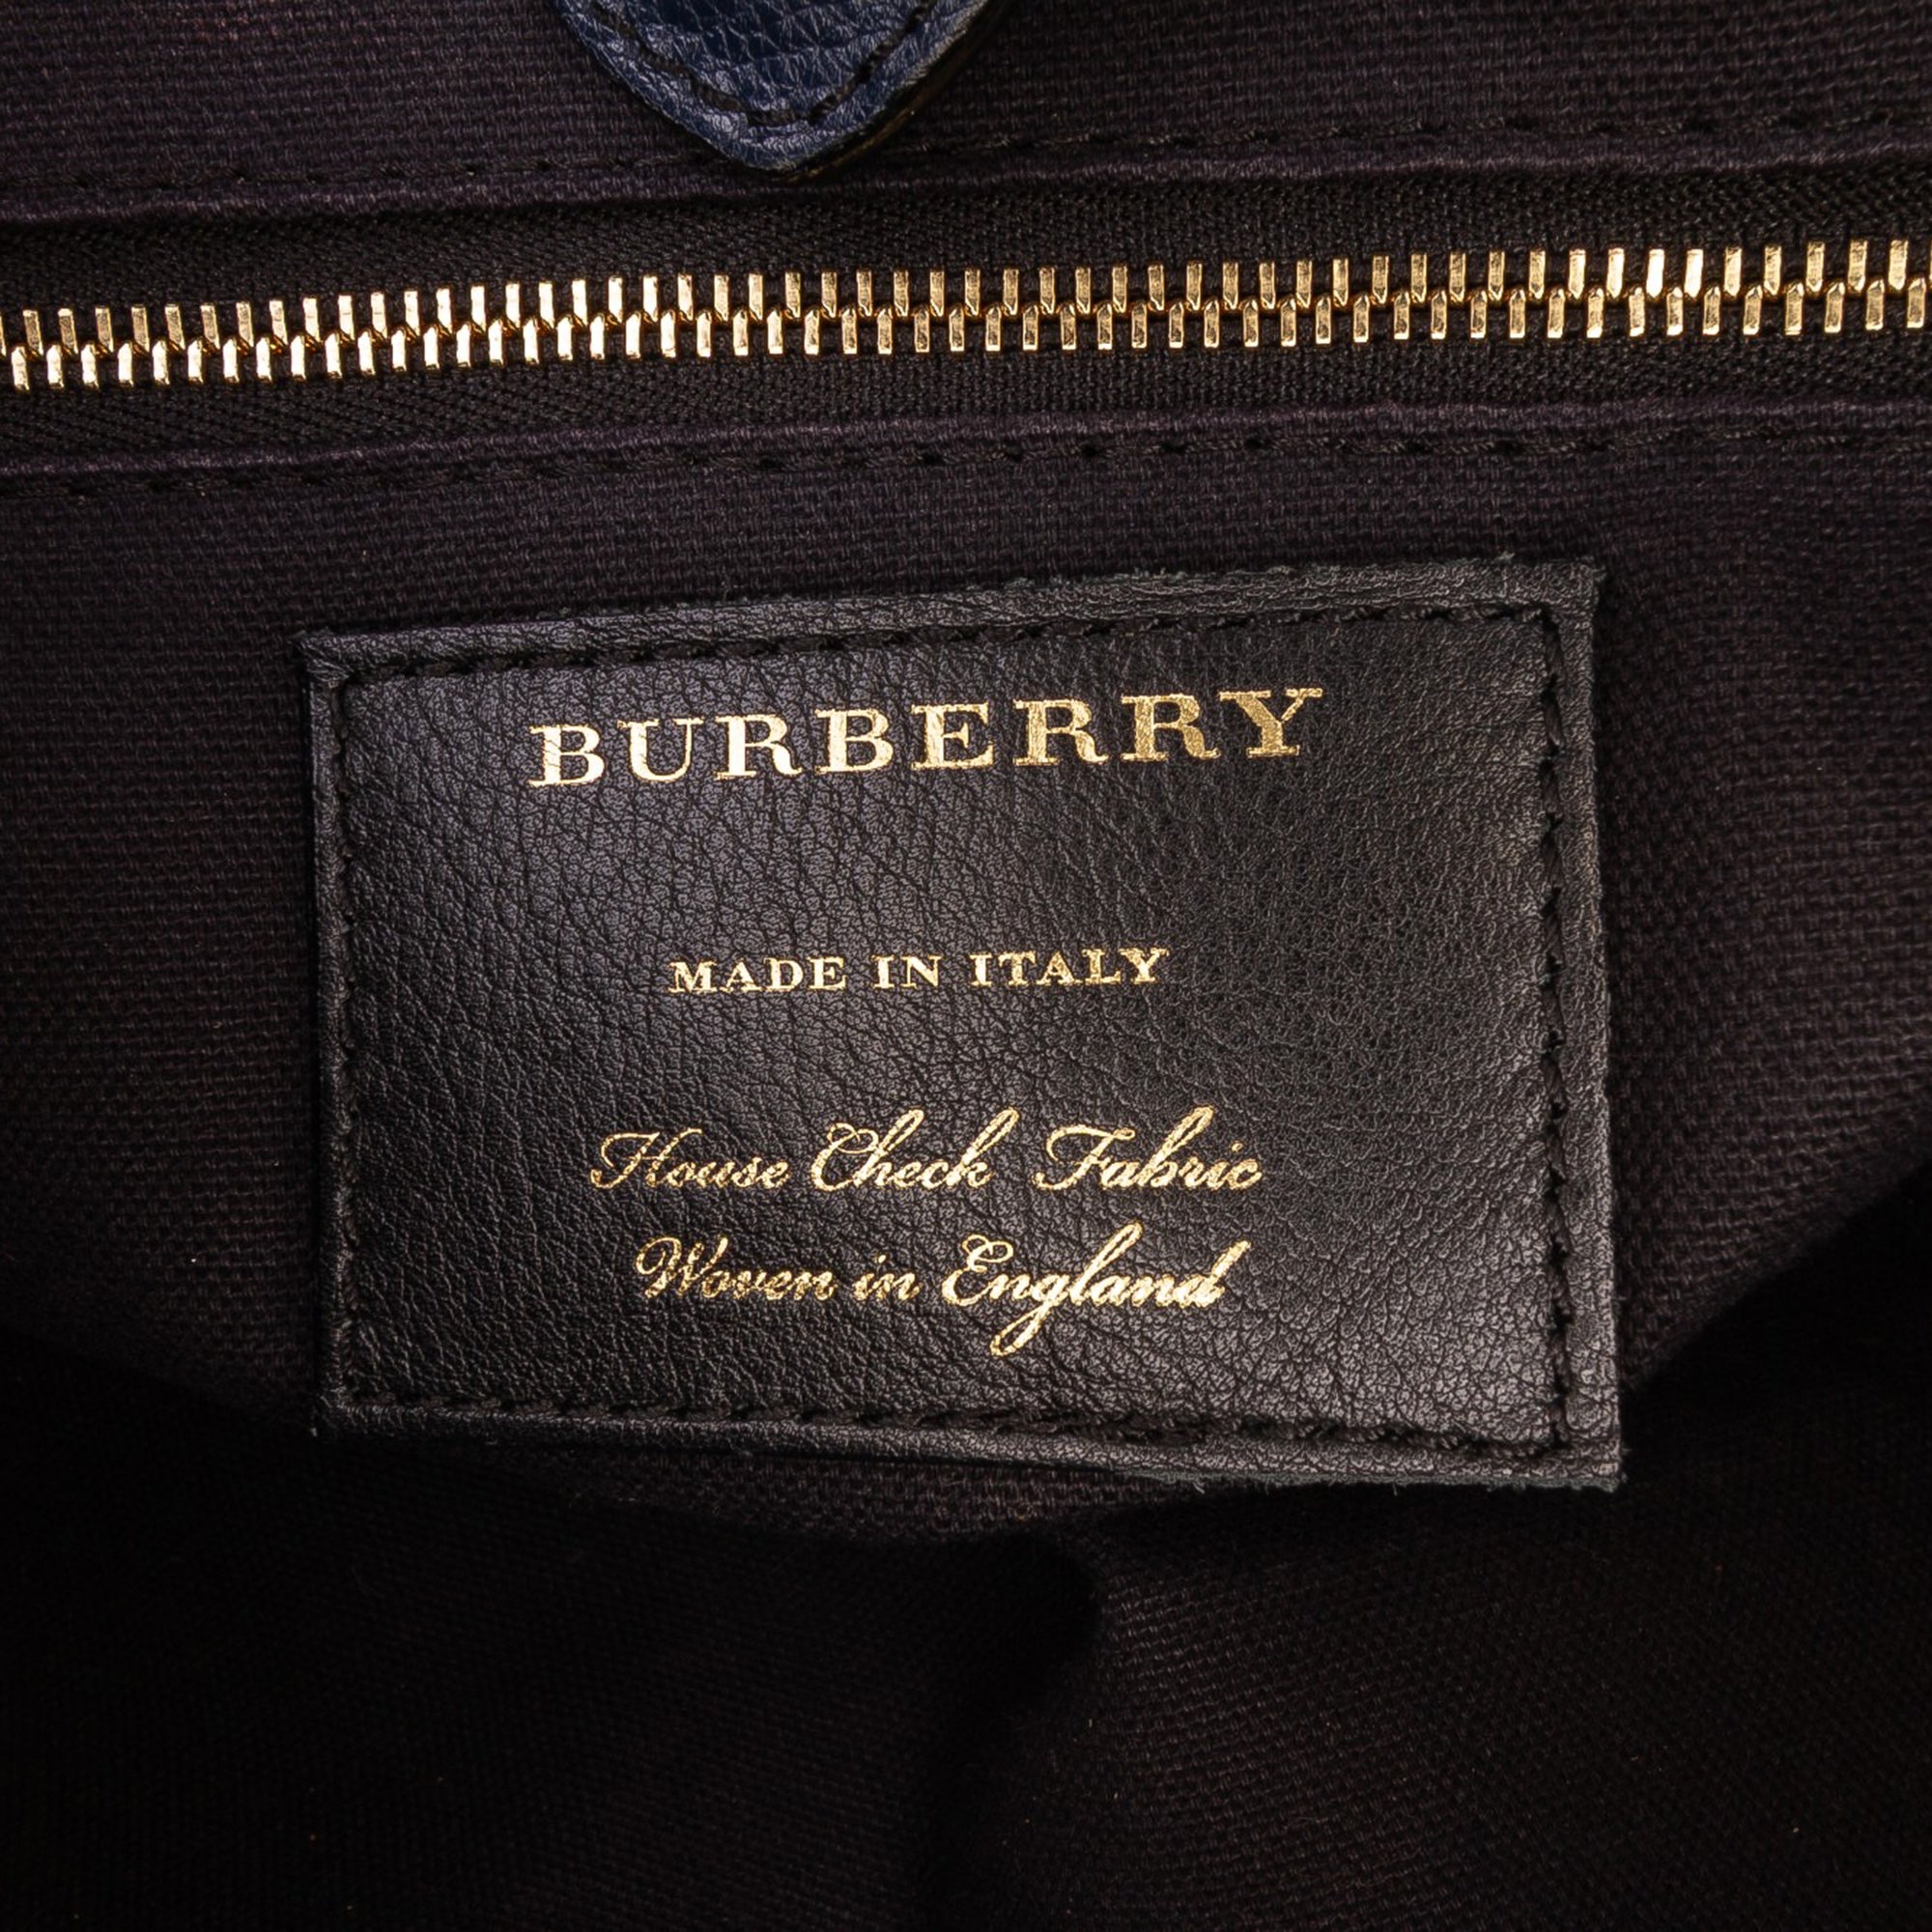 BURBERRY
MADE IN ITALY
House Check Fabric
Woven in England